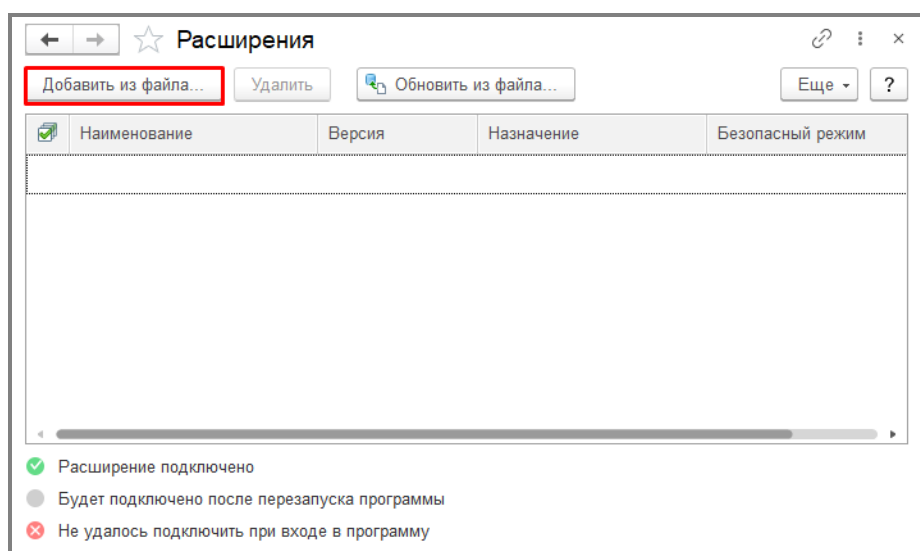 Расширения
Добавить из файла... Удалить Обновить из файла... Еще ?
Наименование Версия Назначение Безопасный режим
Расширение подключено
Будет подключено после перезапуска программы
Не удалось подключить при входе в программу